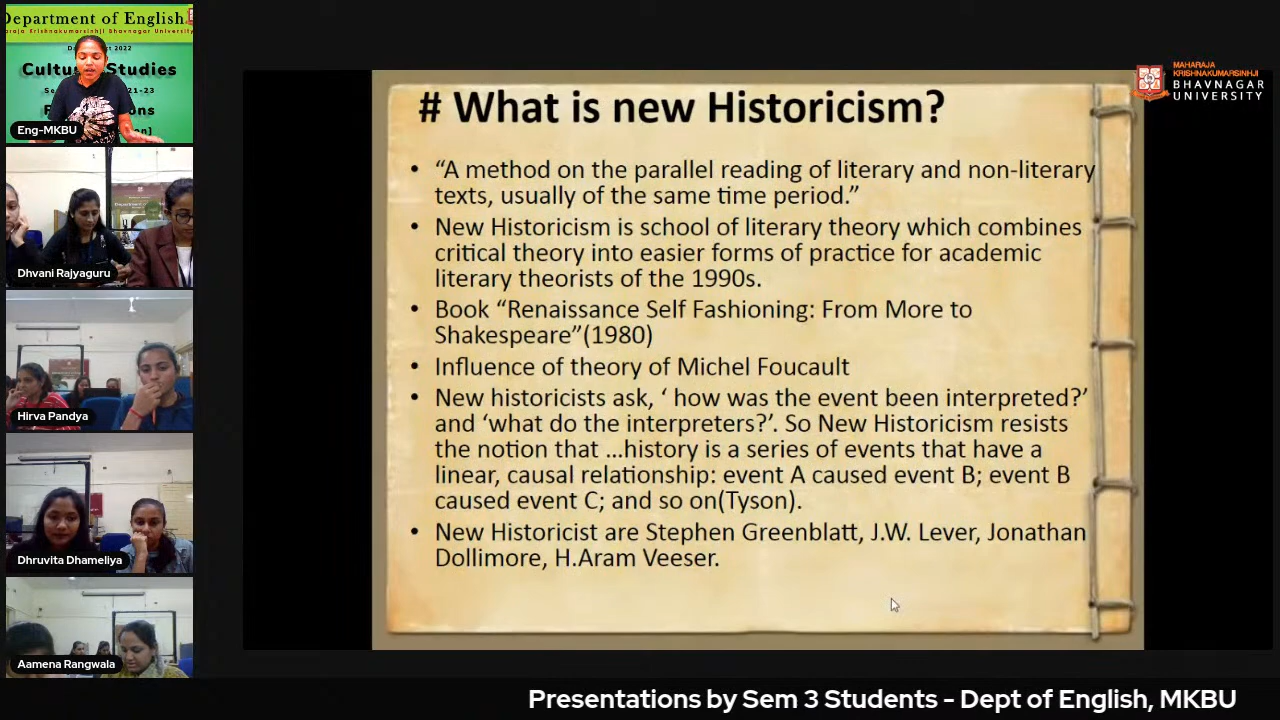 Department of English,
Maharaja Krishnakumarsinhji Bhavnagar University
2022
Studies
21-23
Eng-MKBU
Dhvani Rajyaguru
Hirva Pandya
Dhruvita Dhameliya
Aamena Rangwala
MAHARAJA
KRISHNAKUMARSINHJI
BHAVNAGAR
UNIVERSITY
# What is new Historicism?
• “A method on the parallel reading of literary and non-literary
texts, usually of the same time period.”
• New Historicism is school of literary theory which combines
critical theory into easier forms of practice for academic
literary theorists of the 1990s.
• Book “Renaissance Self Fashioning: From More to
Shakespeare”(1980)
• Influence of theory of Michel Foucault
• New historicists ask, ‘ how was the event been interpreted?’
and ‘what do the interpreters?’. So New Historicism resists
the notion that ...history is a series of events that have a
linear, causal relationship: event A caused event B; event B
caused event C; and so on(Tyson).
• New Historicist are Stephen Greenblatt, J.W. Lever, Jonathan
Dollimore, H.Aram Veeser.
Presentations by Sem 3 Students - Dept of English, MKBU